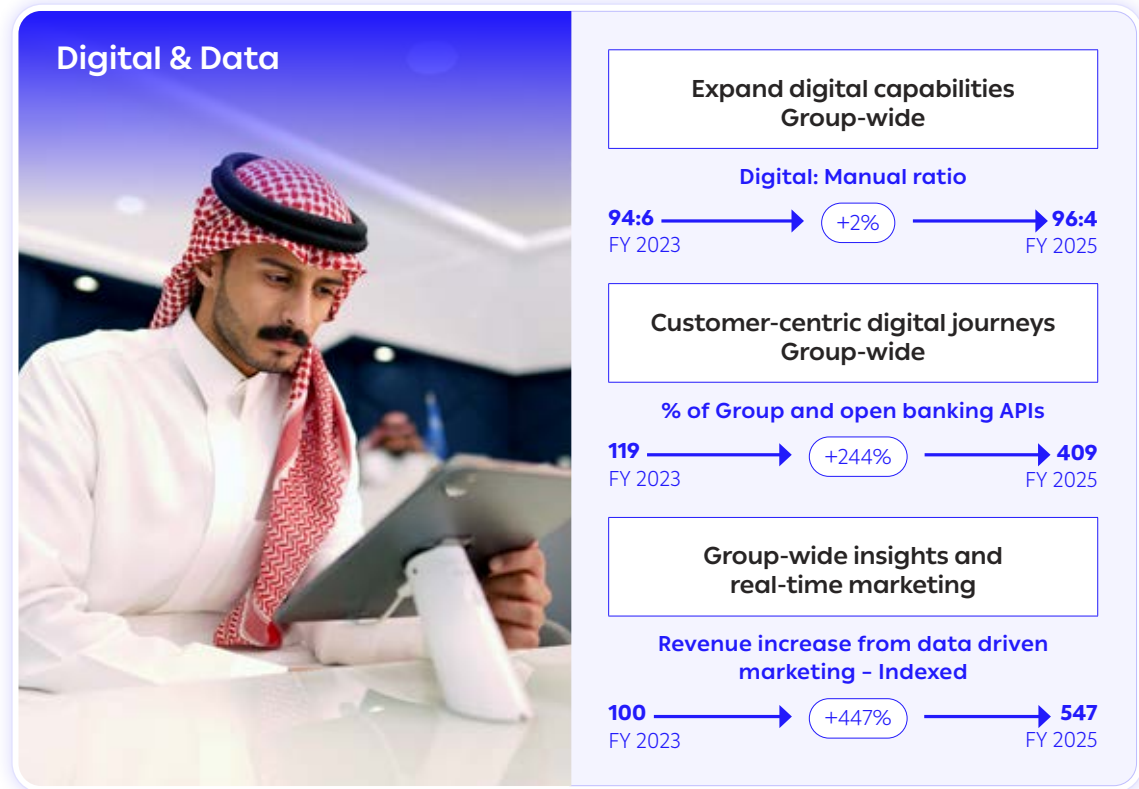 Digital & Data
Expand digital capabilities
Group-wide
Digital: Manual ratio
94:6
+2%
96:4
FY 2023
FY 2025
Customer-centric digital journeys
Group-wide
% of Group and open banking APIs
119
+244%
409
FY 2023
FY 2025
Group-wide insights and
real-time marketing
Revenue increase from data driven
marketing – Indexed
100
+447%
547
FY 2023
FY 2025